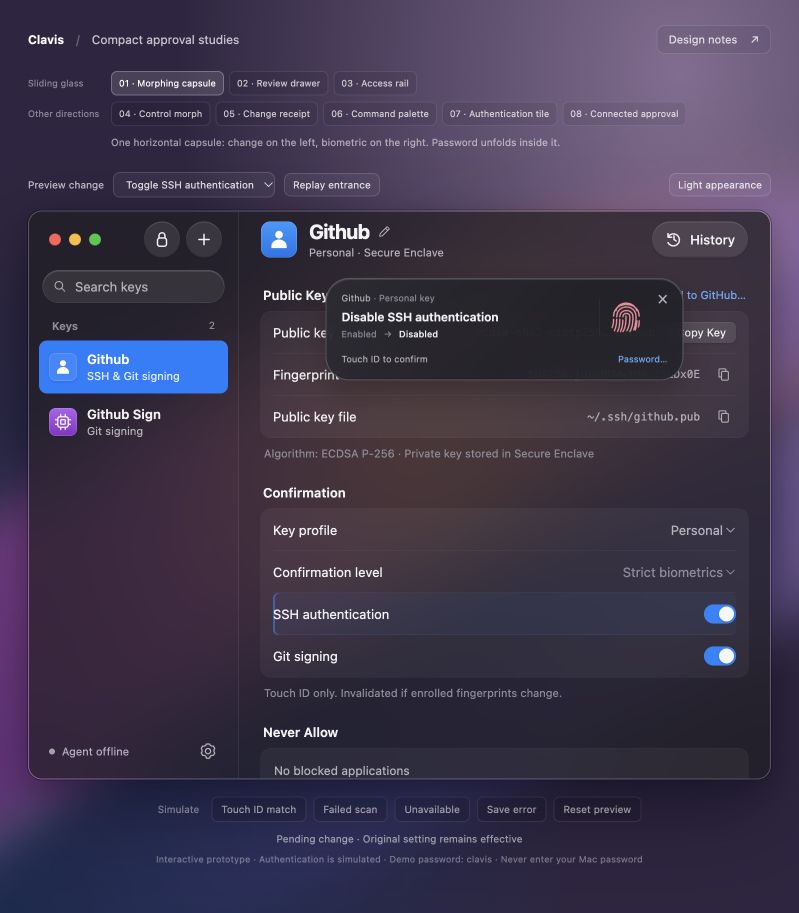 Clavis / Compact approval studies
Design notes ↗
Sliding glass 01 · Morphing capsule 02 · Review drawer 03 · Access rail
Other directions 04 · Control morph 05 · Change receipt 06 · Command palette 07 · Authentication tile 08 · Connected approval
One horizontal capsule: change on the left, biometric on the right. Password unfolds inside it.
Preview change Toggle SSH authentication Replay entrance Light appearance
Search keys
Keys 2
Github
SSH & Git signing
Github Sign
Git signing
Agent offline
Github
Personal · Secure Enclave
History
Public Key
to GitHub...
Github · Personal key
Disable SSH authentication
Enabled → Disabled
Touch ID to confirm Password...
Public key
opy Key
Fingerprint
Dx0E
Public key file ~/.ssh/github.pub
Algorithm: ECDSA P-256 · Private key stored in Secure Enclave
Confirmation
Key profile Personal
Confirmation level Strict biometrics
SSH authentication
Git signing
Touch ID only. Invalidated if enrolled fingerprints change.
Never Allow
No blocked applications
Simulate Touch ID match Failed scan Unavailable Save error Reset preview
Pending change · Original setting remains effective
Interactive prototype · Authentication is simulated · Demo password: clavis · Never enter your Mac password